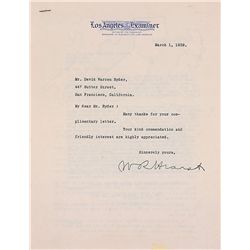 Los Angeles Examiner
March 1, 1929.
Mr. David Warren Ryder,
447 Sutter Street,
San Francisco, California.
My dear Mr. Ryder:
Many thanks for your com-
plimentary letter.
Your kind commendation and
friendly interest are highly appreciated.
Sincerely yours,
W R Hearst